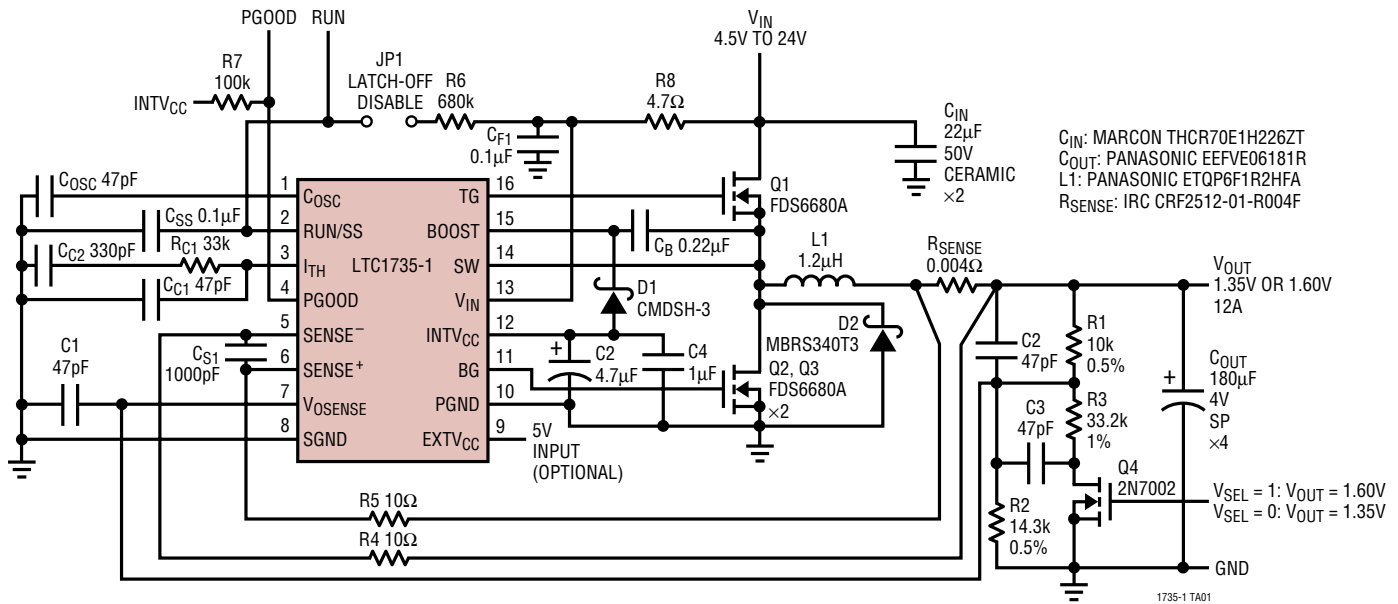 PGOOD RUN
V_IN
4.5V TO 24V
R7
100k
INTV_CC
JP1
LATCH-OFF
DISABLE
R6
680k
R8
4.7Ω
C_F1
0.1µF
C_IN
22µF
50V
CERAMIC
×2
C_IN: MARCON THCR70E1H226ZT
C_OUT: PANASONIC EEFVE06181R
L1: PANASONIC ETQP6F1R2HFA
R_SENSE: IRC CRF2512-01-R004F
C_OSC 47pF
C_SS 0.1µF
C_C2 330pF
R_C1 33k
C_C1 47pF
C_S1
1000pF
C1
47pF
1
2
3
4
5
6
7
8
C_OSC
RUN/SS
I_TH
PGOOD
SENSE⁻
SENSE⁺
V_OSENSE
SGND
LTC1735-1
TG
BOOST
SW
V_IN
INTV_CC
BG
PGND
EXTV_CC
16
15
14
13
12
11
10
9
5V
INPUT
(OPTIONAL)
Q1
FDS6680A
C_B 0.22µF
D1
CMDSH-3
L1
1.2µH
R_SENSE
0.004Ω
V_OUT
1.35V OR 1.60V
12A
D2
MBRS340T3
+
C2
4.7µF
C4
1µF
Q2, Q3
FDS6680A
×2
C2
47pF
R1
10k
0.5%
R3
33.2k
1%
C3
47pF
+
C_OUT
180µF
4V
SP
×4
Q4
2N7002
V_SEL = 1: V_OUT = 1.60V
V_SEL = 0: V_OUT = 1.35V
R2
14.3k
0.5%
R5 10Ω
R4 10Ω
GND
1735-1 TA01